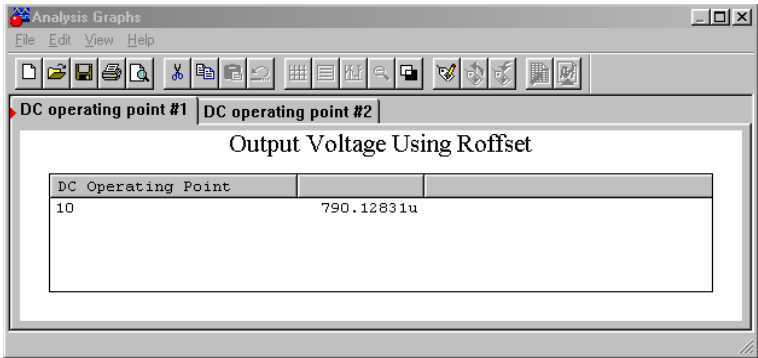 Analysis Graphs
File Edit View Help
DC operating point #1 DC operating point #2
Output Voltage Using Roffset
DC Operating Point
10 790.12831u